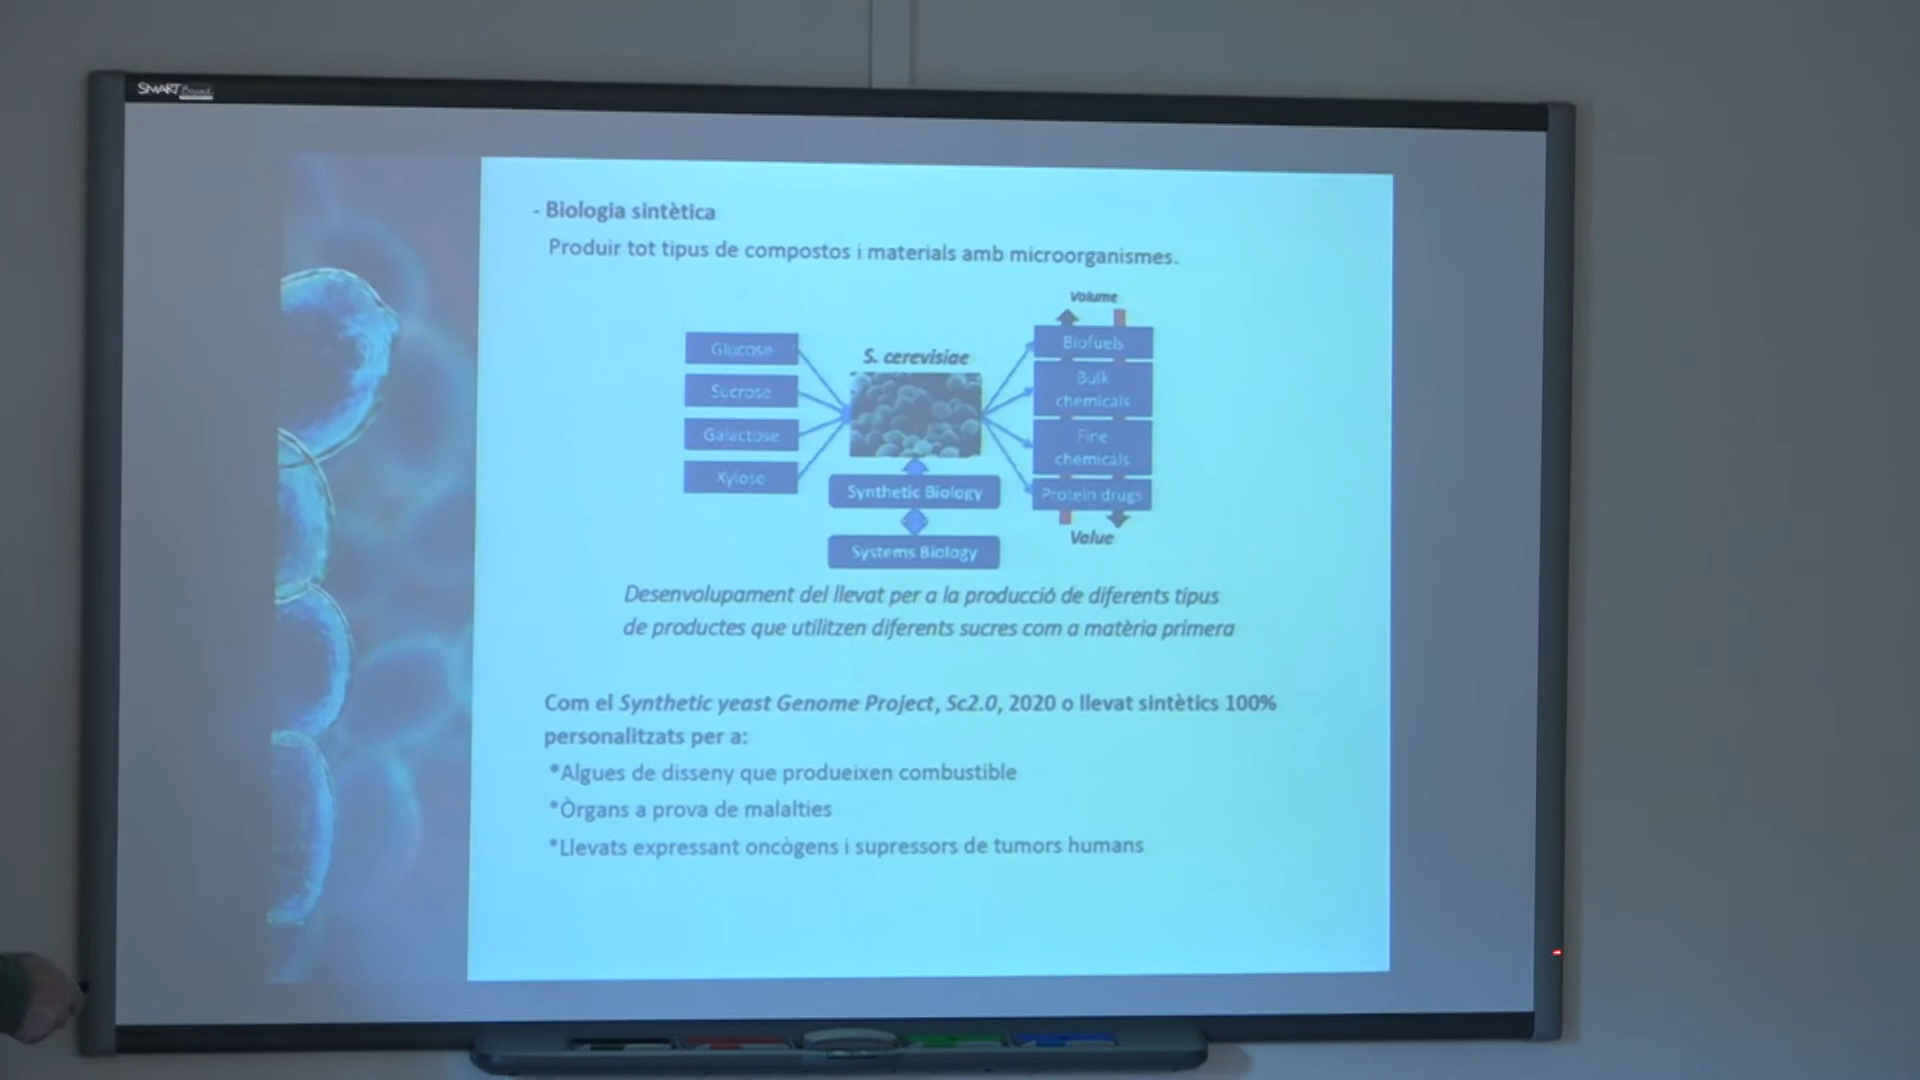 SMART Board
- Biologia sintètica
Produir tot tipus de compostos i materials amb microorganismes.
Volume
Glucose
Sucrose
Galactose
Xylose
S. cerevisiae
Synthetic Biology
Systems Biology
Biofuels
Bulk
chemicals
Fine
chemicals
Protein drugs
Value
Desenvolupament del llevat per a la producció de diferents tipus
de productes que utilitzen diferents sucres com a matèria primera
Com el Synthetic yeast Genome Project, Sc2.0, 2020 o llevat sintètics 100%
personalitzats per a:
*Algues de disseny que produeixen combustible
*Òrgans a prova de malalties
*Llevats expressant oncògens i supressors de tumors humans